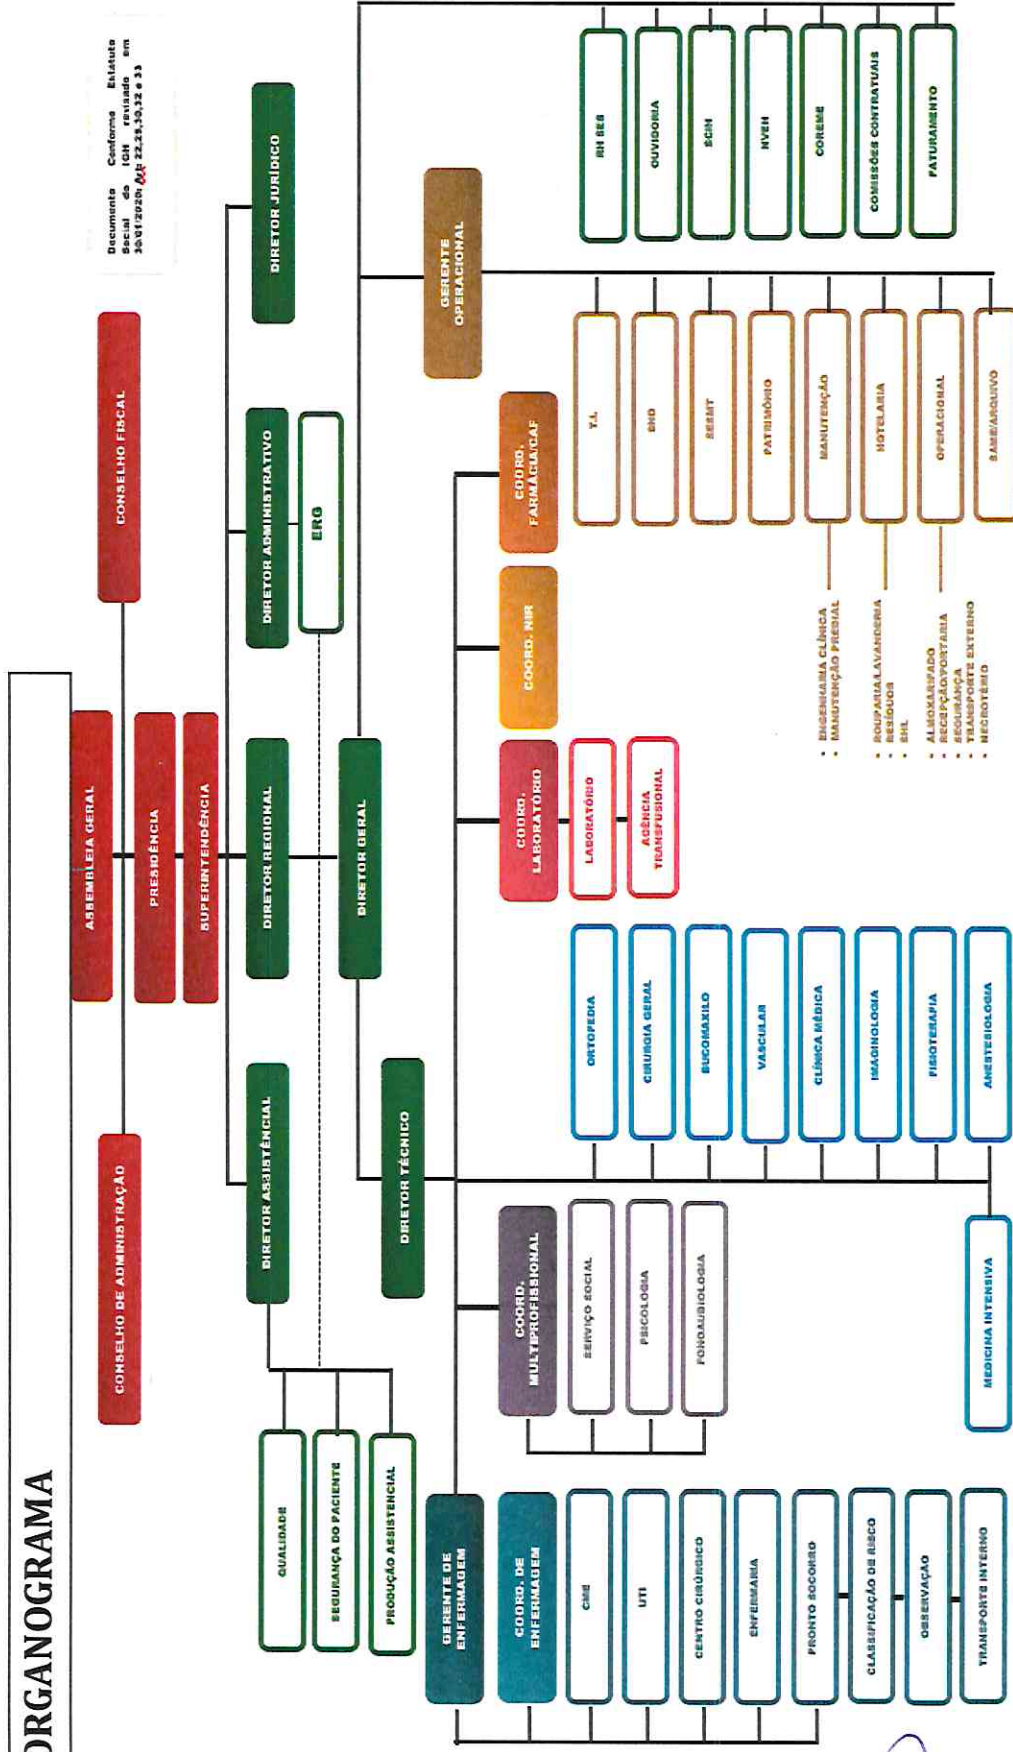 ORGANOGRAMA
Documento Conforme Estatuto
Social do IGH revisado em
30/01/2020: 22,25,30,32 e 33
ASSEMBLEIA GERAL
CONSELHO DE ADMINISTRAÇÃO
CONSELHO FISCAL
PRESIDÊNCIA
SUPERINTENDÊNCIA
DIRETOR ASSISTÊNCIAL
DIRETOR REGIONAL
DIRETOR ADMINISTRATIVO
DIRETOR JURÍDICO
ERG
QUALIDADE
SEGURANÇA DO PACIENTE
PRODUÇÃO ASSISTENCIAL
DIRETOR GERAL
DIRETOR TÉCNICO
GERENTE
OPERACIONAL
GERENTE DE
ENFERMAGEM
COORD. DE
ENFERMAGEM
CME
UTI
CENTRO CIRÚRGICO
ENFERMARIA
PRONTO SOCORRO
CLASSIFICAÇÃO DE RISCO
OBSERVAÇÃO
TRANSPORTE INTERNO
COORD.
MULTIPROFISSIONAL
SERVIÇO SOCIAL
PSICOLOGIA
FONOAUDIOLOGIA
ORTOPEDIA
CIRURGIA GERAL
BUCOMAXILO
VASCULAR
CLÍNICA MÉDICA
IMAGINOLOGIA
FISIOTERAPIA
ANESTESIOLOGIA
MEDICINA INTENSIVA
COORD.
LABORATÓRIO
LABORATÓRIO
AGÊNCIA
TRANSFUSIONAL
COORD. NIR
COORD.
FARMÁCIA/CAF
T.I.
SND
SESMT
PATRIMÔNIO
MANUTENÇÃO
HOTELARIA
OPERACIONAL
SAME/ARQUIVO
• ENGENHARIA CLÍNICA
• MANUTENÇÃO PREDIAL
• ROUPARIA/LAVANDERIA
• RESÍDUOS
• SHL
• ALMOXARIFADO
• RECEPÇÃO/PORTARIA
• SEGURANÇA
• TRANSPORTE EXTERNO
• NECROTÉRIO
RH SES
OUVIDORIA
SCIH
NVEH
COREME
COMISSÕES CONTRATUAIS
FATURAMENTO